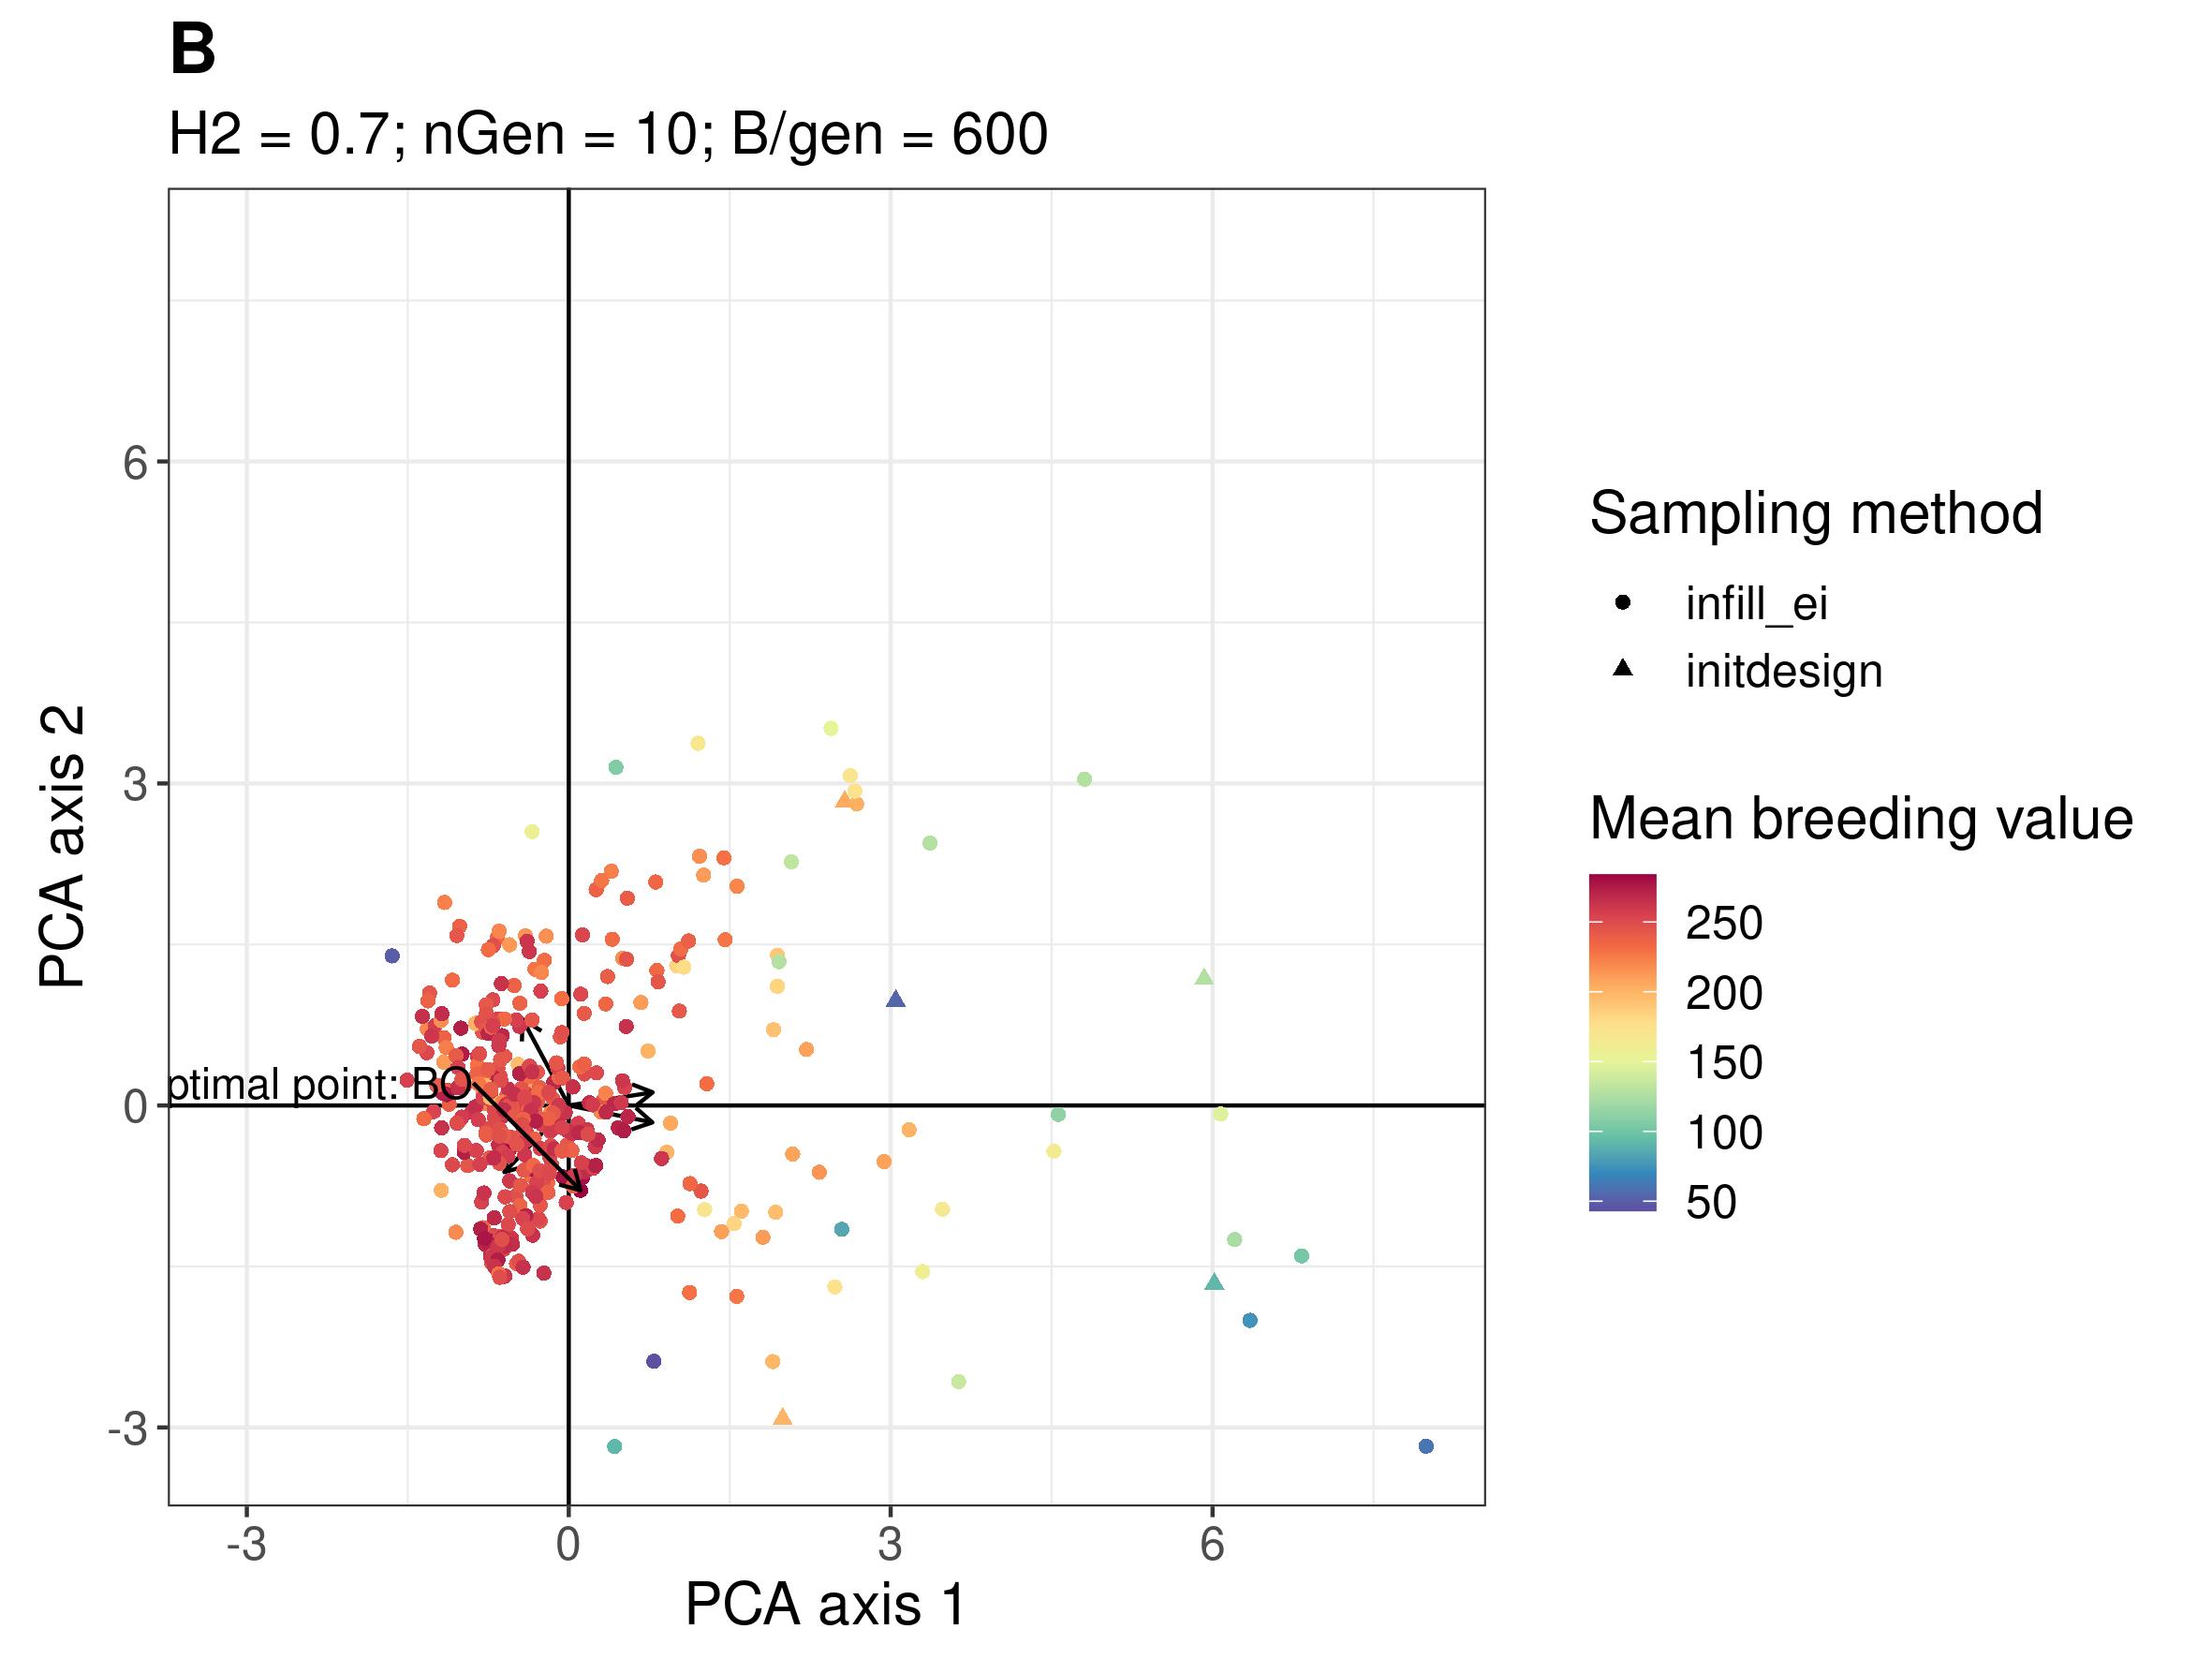 B
H2 = 0.7; nGen = 10; B/gen = 600
PCA axis 2
6
3
0
-3
ptimal point: BO
-3
0
3
6
PCA axis 1
Sampling method
infill_ei
initdesign
Mean breeding value
250
200
150
100
50